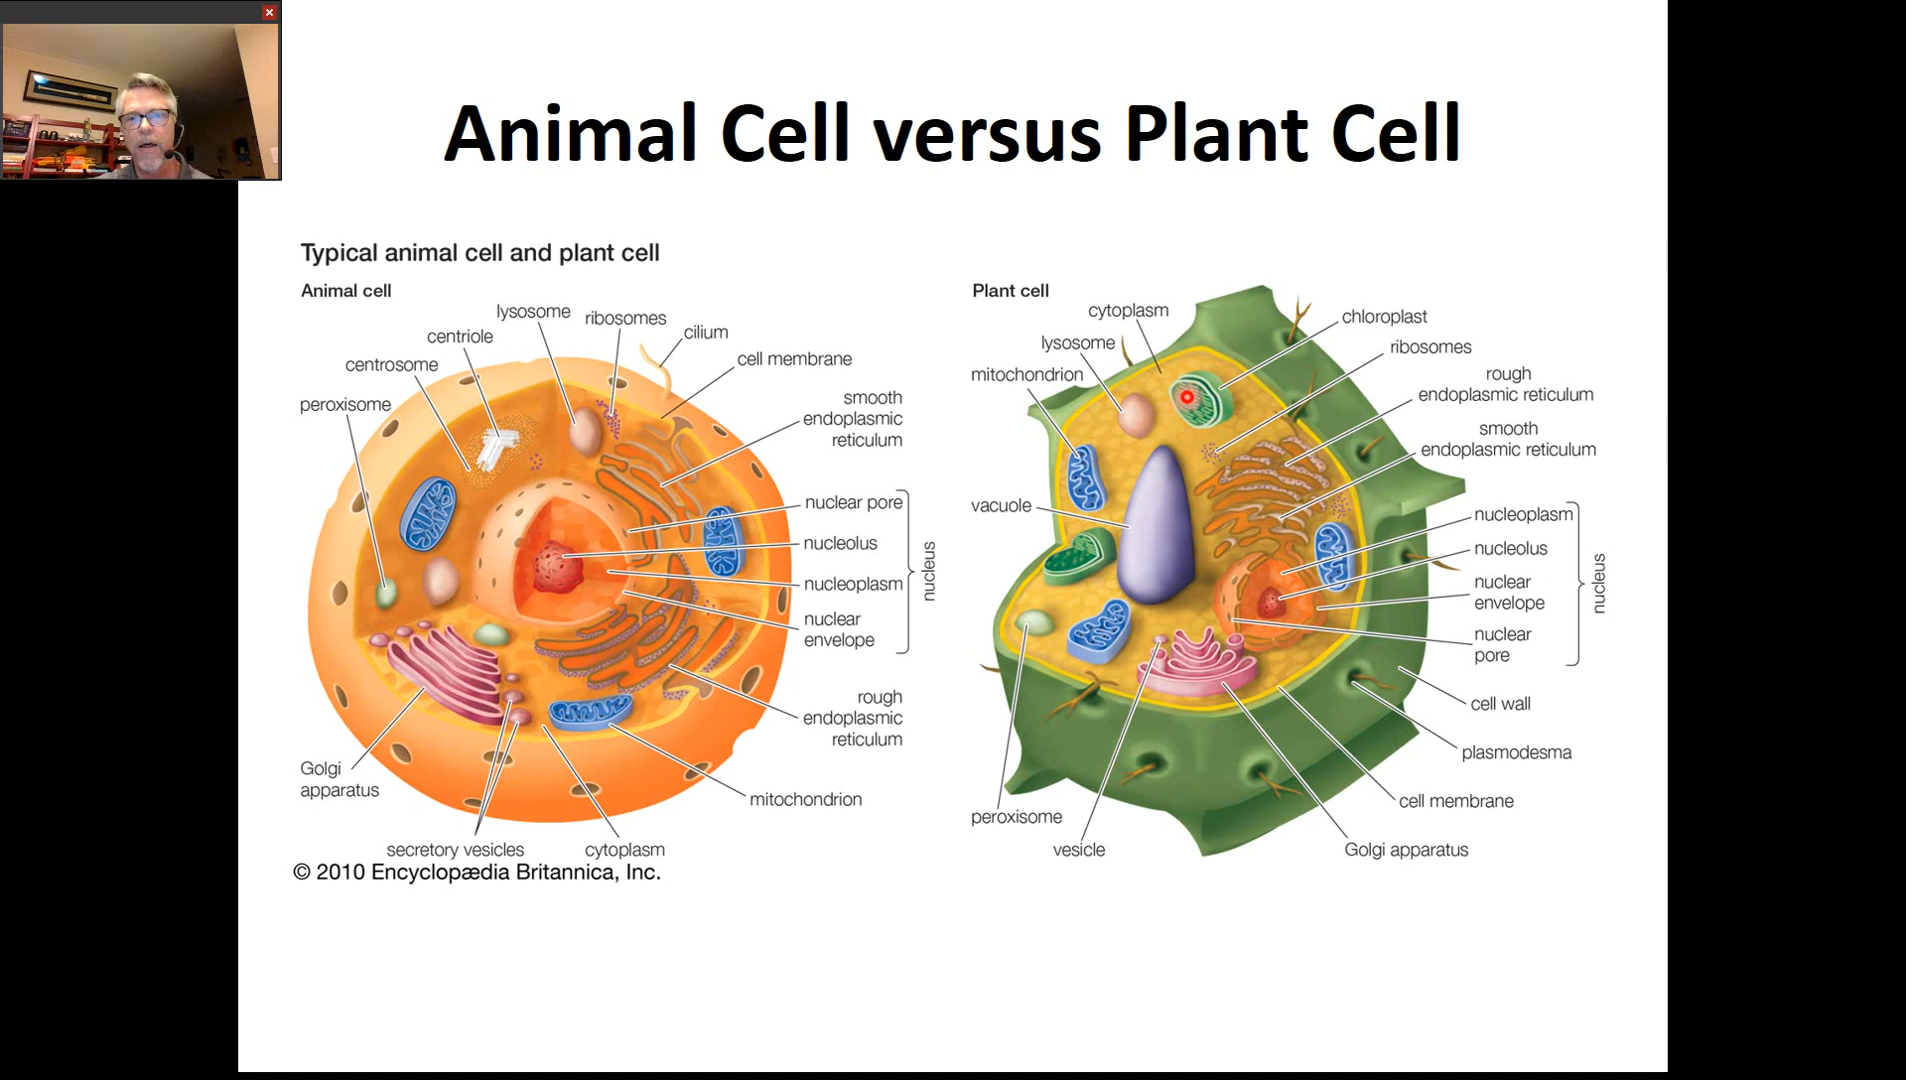 Animal Cell versus Plant Cell
Typical animal cell and plant cell
Animal cell
lysosome
ribosomes
centriole
cilium
centrosome
cell membrane
peroxisome
smooth
endoplasmic
reticulum
nuclear pore
nucleolus
nucleoplasm
nuclear
envelope
nucleus
rough
endoplasmic
reticulum
Golgi
apparatus
mitochondrion
secretory vesicles
cytoplasm
© 2010 Encyclopædia Britannica, Inc.
Plant cell
cytoplasm
chloroplast
lysosome
ribosomes
mitochondrion
rough
endoplasmic reticulum
smooth
endoplasmic reticulum
vacuole
nucleoplasm
nucleolus
nuclear
envelope
nuclear
pore
nucleus
cell wall
plasmodesma
cell membrane
peroxisome
vesicle
Golgi apparatus